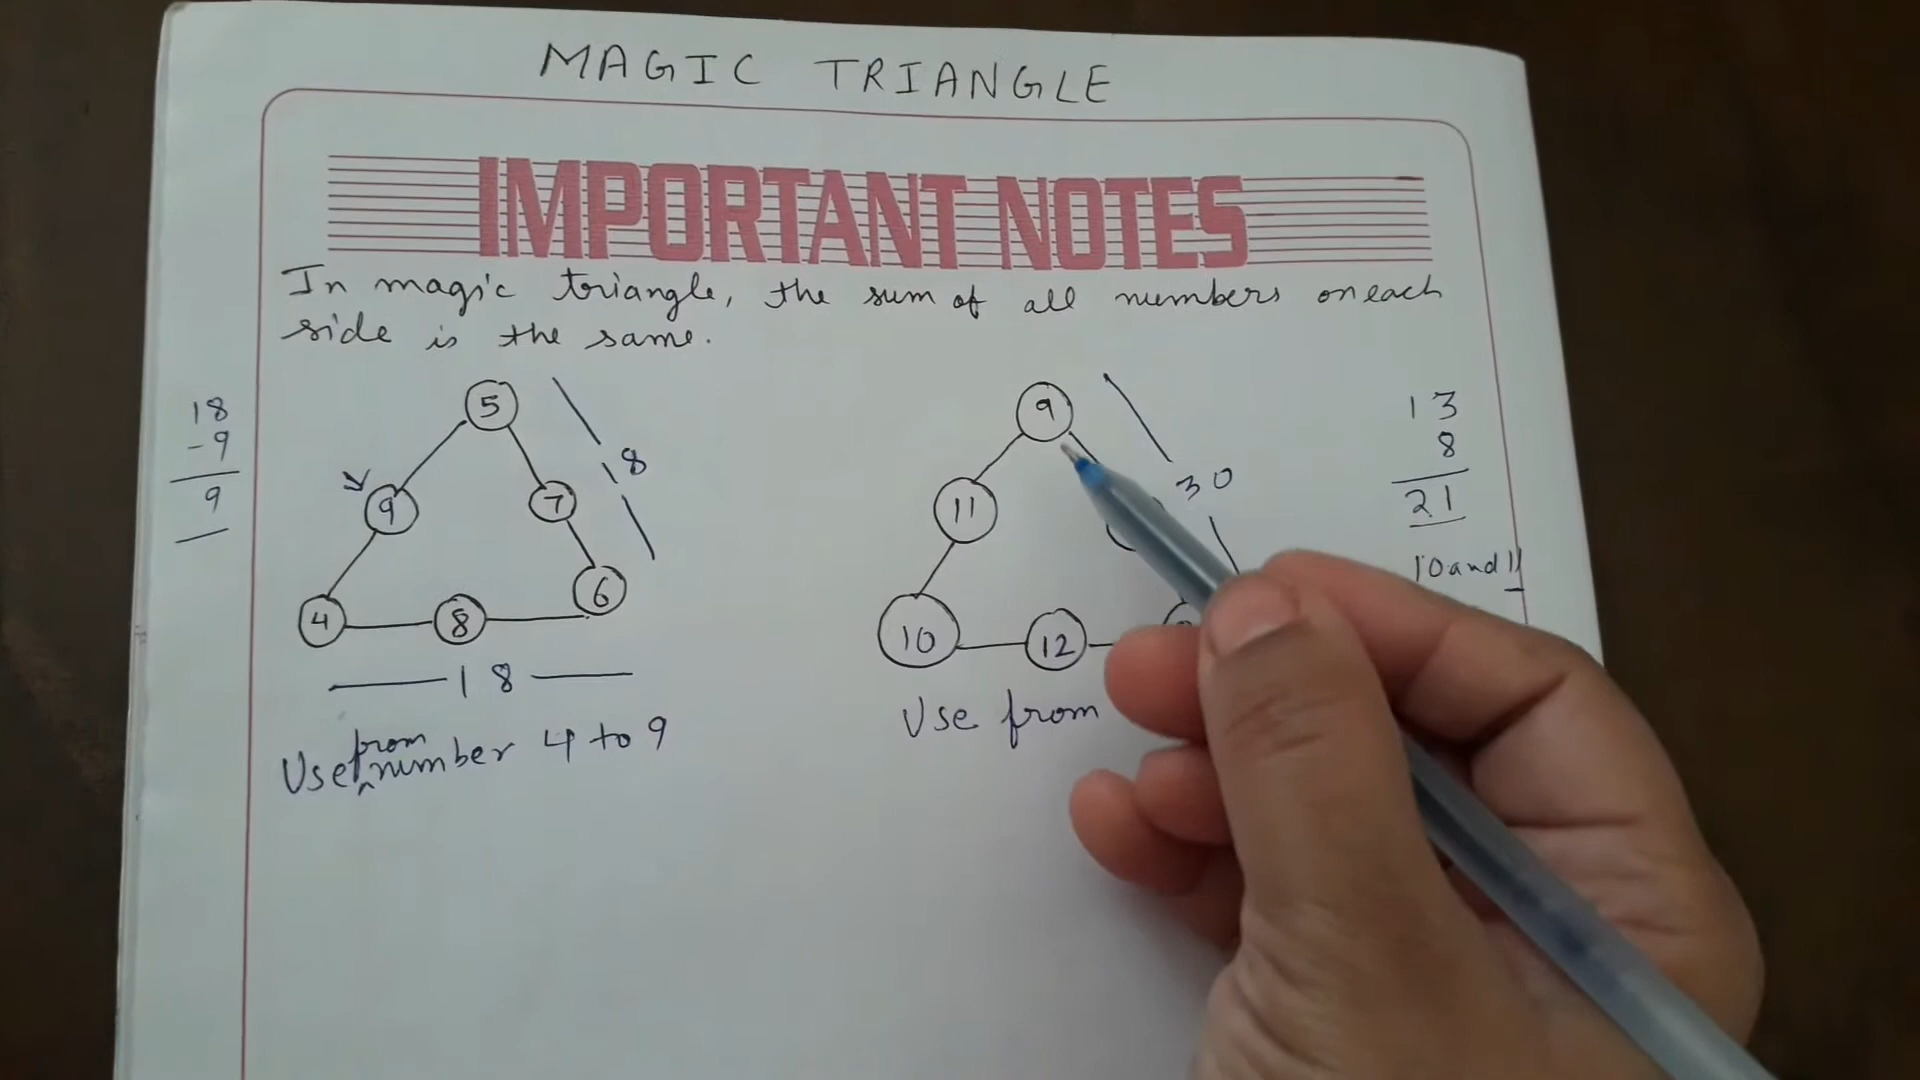 MAGIC TRIANGLE
IMPORTANT NOTES
In magic triangle, the sum of all numbers on each
side is the same.
18
-9
9
5
9
7
18
4
8
6
18
Use from number 4 to 9
9
11
30
10
12
Use from
13
8
21
10 and 11